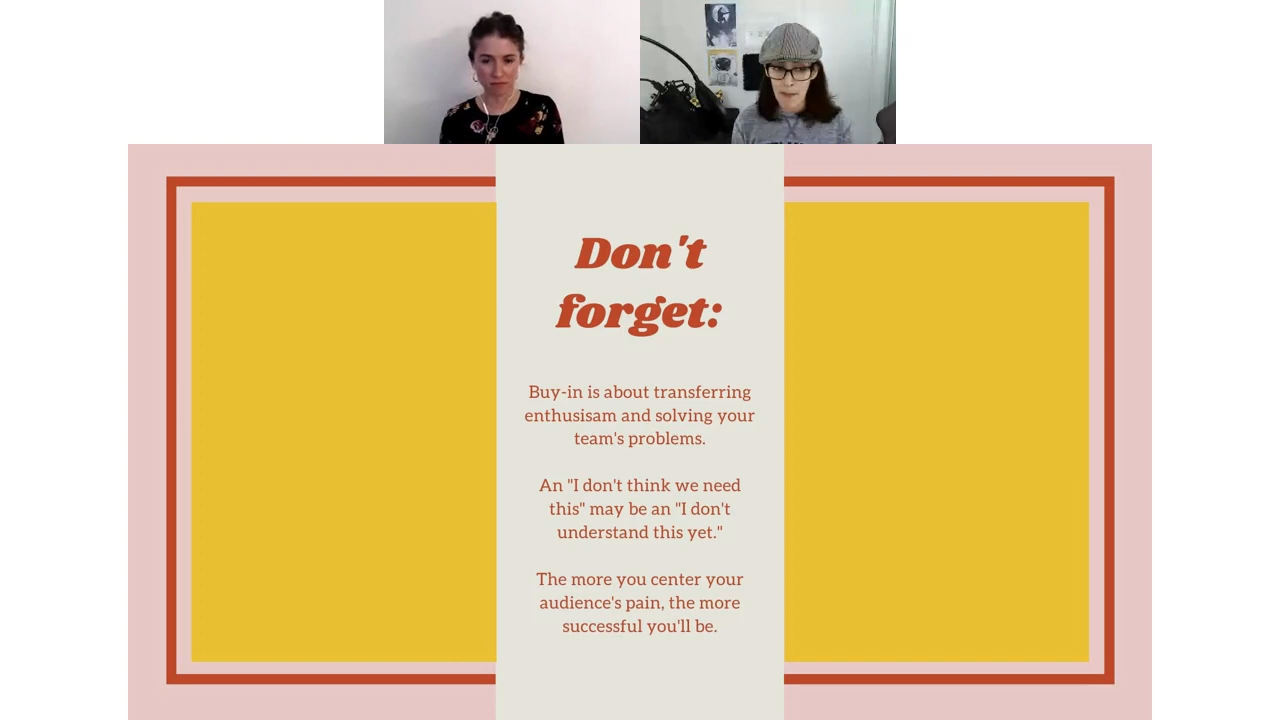 Don't
forget:
Buy-in is about transferring
enthusisam and solving your
team's problems.
An "I don't think we need
this" may be an "I don't
understand this yet."
The more you center your
audience's pain, the more
successful you'll be.